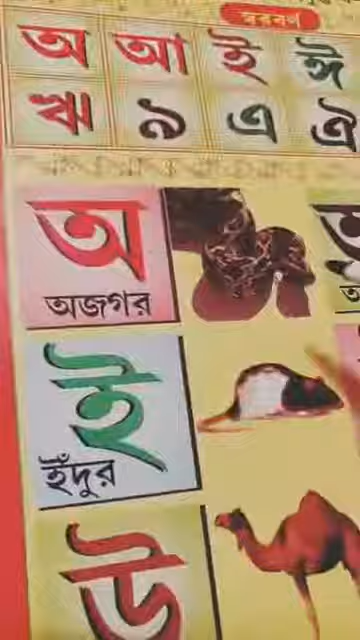 স্বরবর্ণ
অ আ ই ঈ
ঋ ঌ এ ঐ
অ
অজগর
ই
ইঁদুর
উ